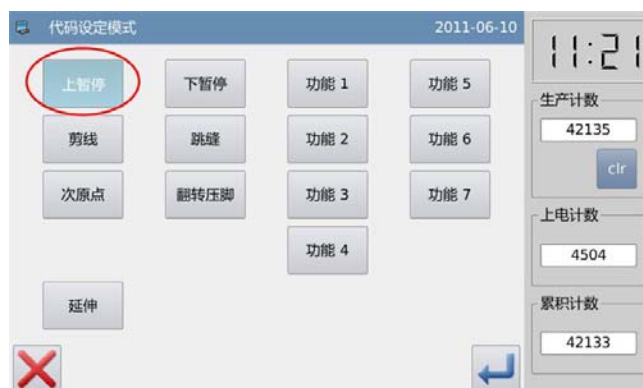 代码设定模式 2011-06-10
11:21
上暂停 下暂停 功能 1 功能 5
剪线 跳缝 功能 2 功能 6
次原点 翻转压脚 功能 3 功能 7
功能 4
延伸
生产计数
42135
clr
上电计数
4504
累积计数
42133